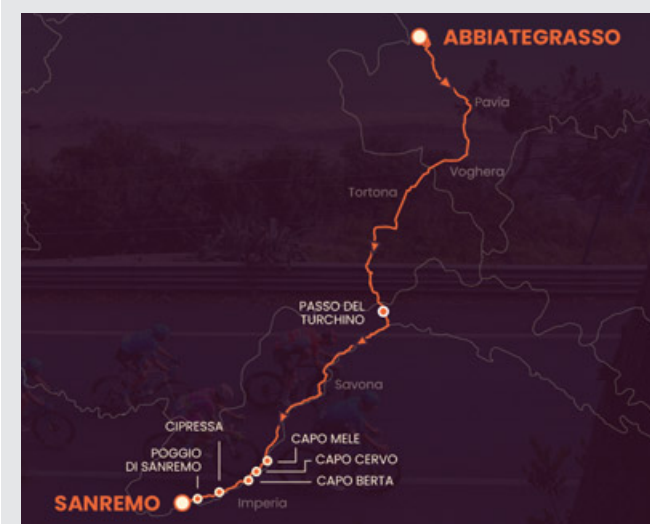 ABBIATEGRASSO
Pavia
Voghera
Tortona
PASSO DEL
TURCHINO
Savona
CIPRESSA
CAPO MELE
POGGIO
DI SANREMO
CAPO CERVO
CAPO BERTA
SANREMO
Imperia